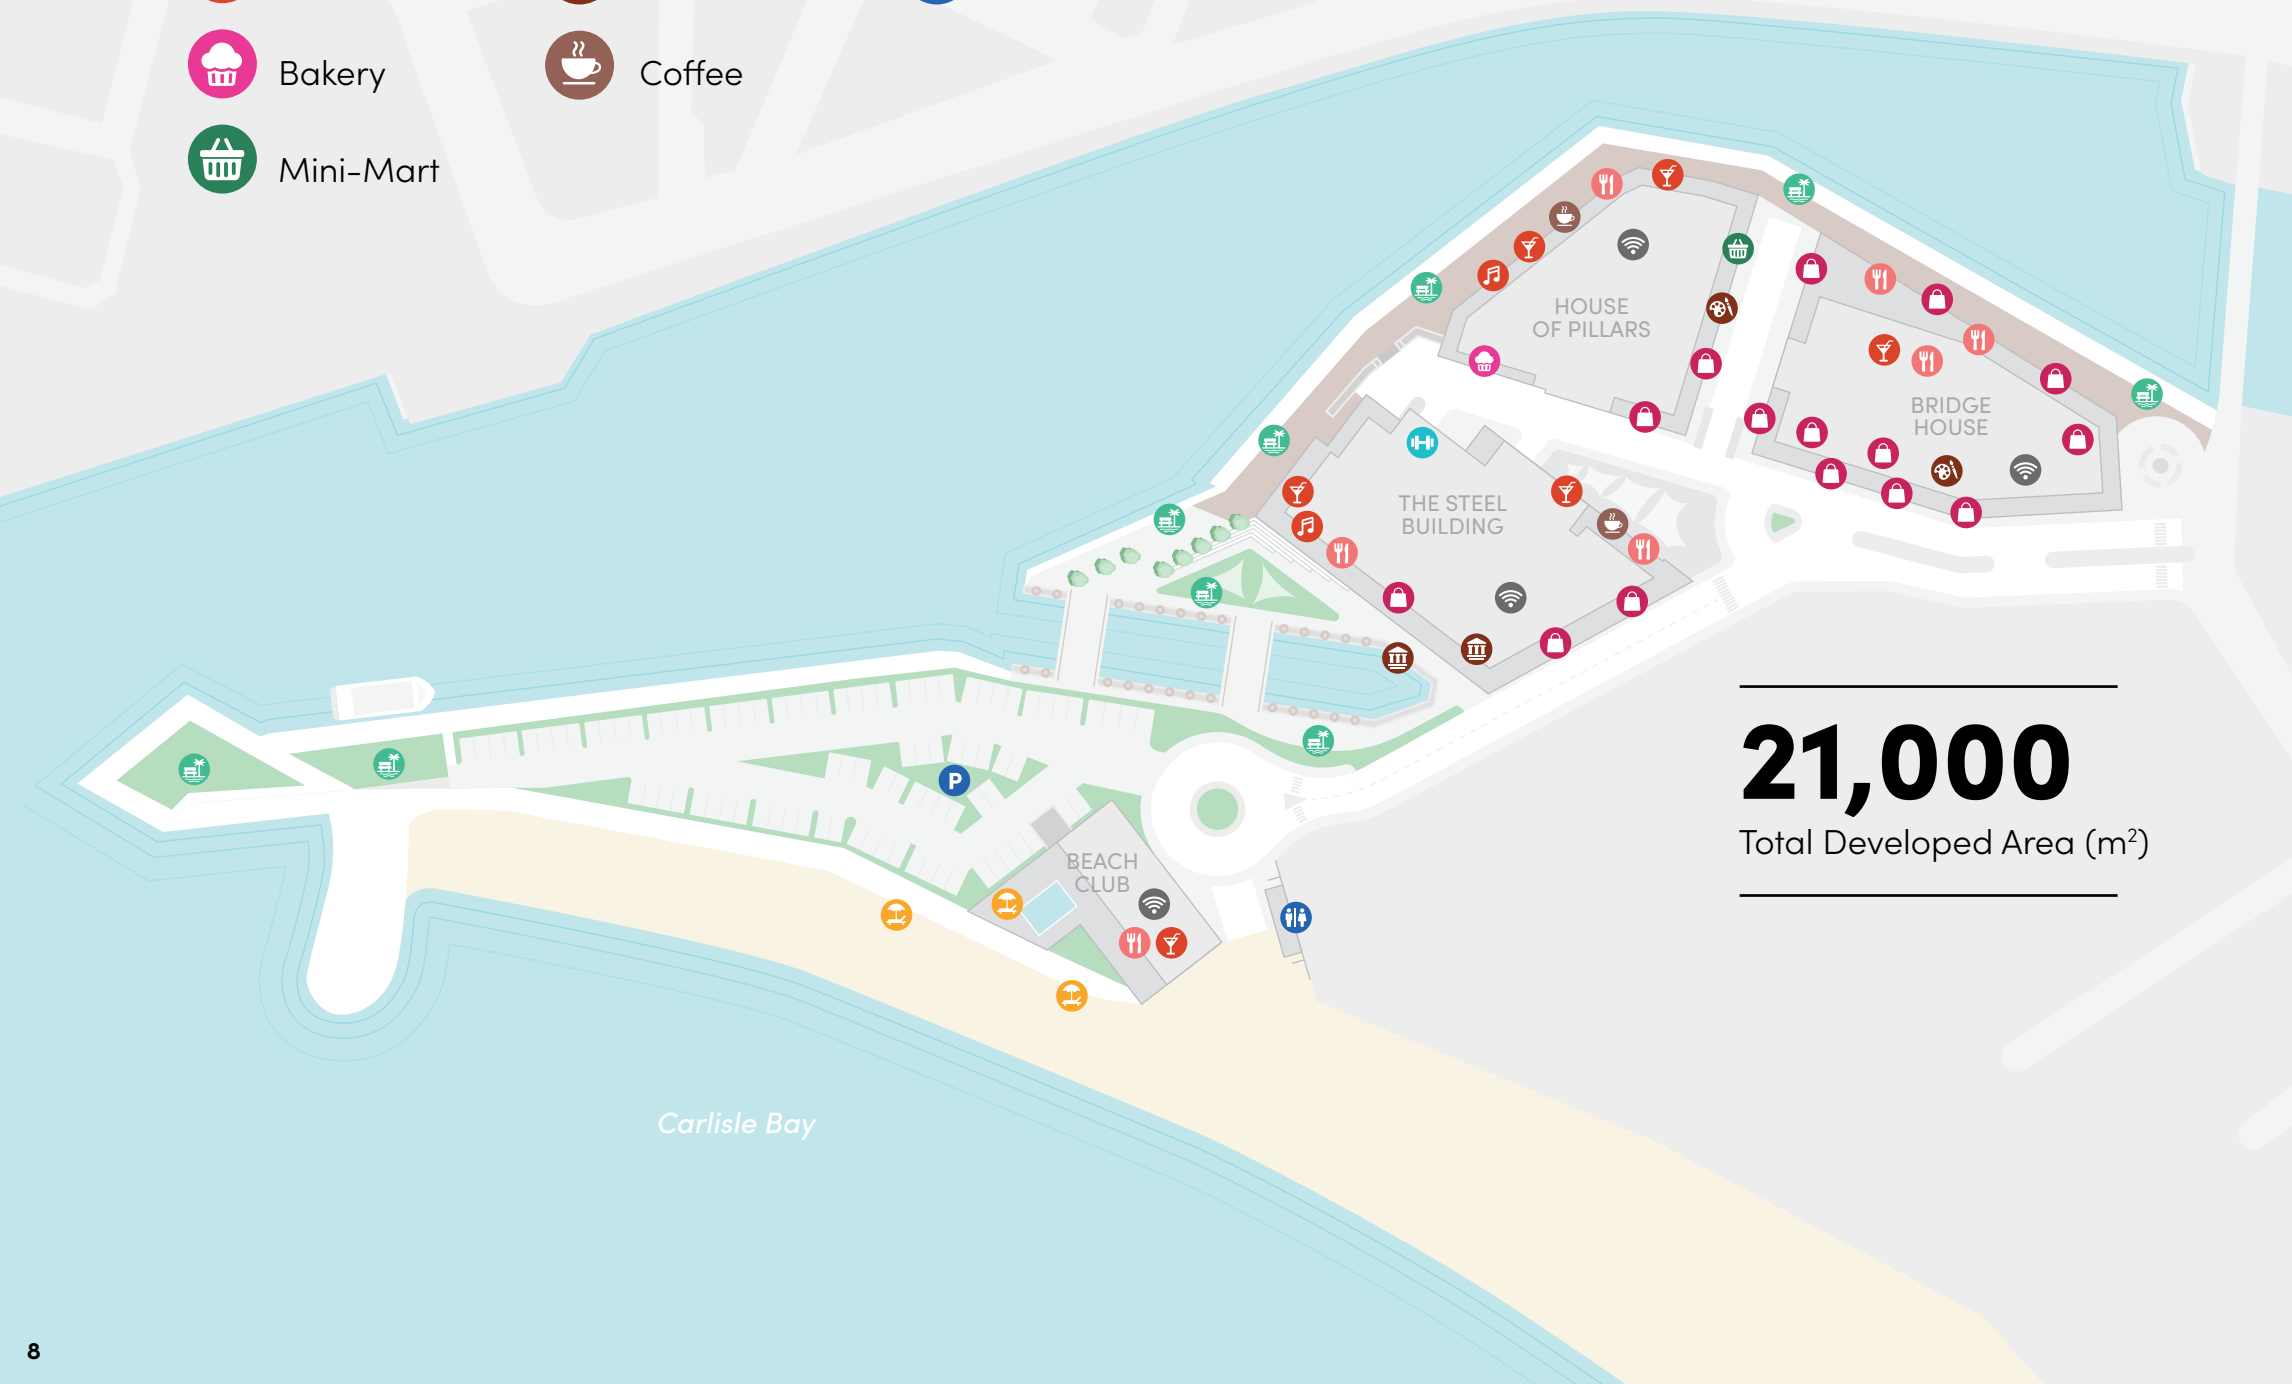 Bakery
Coffee
Mini-Mart
HOUSE
OF PILLARS
BRIDGE
HOUSE
THE STEEL
BUILDING
21,000
Total Developed Area (m²)
P
BEACH
CLUB
Carlisle Bay
8